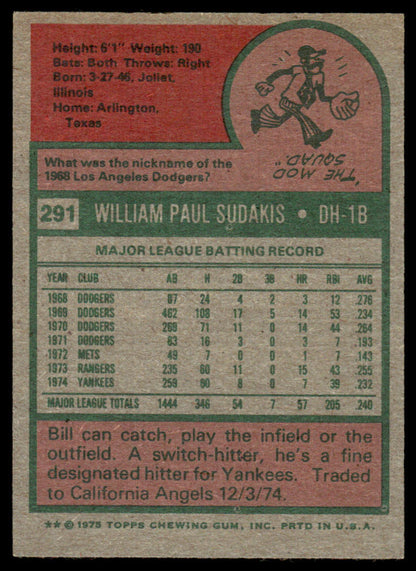 Height: 6'1" Weight: 190
Bats: Both Throws: Right
Born: 3-27-46, Joliet,
Illinois
Home: Arlington,
Texas
What was the nickname of the
1968 Los Angeles Dodgers?
"THE MOD
SQUAD."
291 WILLIAM PAUL SUDAKIS • DH-1B
MAJOR LEAGUE BATTING RECORD
YEAR CLUB AB H 2B 3B HR RBI AVG
1968 DODGERS 87 24 4 2 3 12 .276
1969 DODGERS 462 108 17 5 14 53 .234
1970 DODGERS 269 71 11 0 14 44 .264
1971 DODGERS 83 16 3 0 3 7 .193
1972 METS 49 7 0 0 1 7 .143
1973 RANGERS 235 60 11 0 15 43 .255
1974 YANKEES 259 60 8 0 7 39 .232
MAJOR LEAGUE TOTALS 1444 346 54 7 57 205 .240
Bill can catch, play the infield or the
outfield. A switch-hitter, he's a fine
designated hitter for Yankees. Traded
to California Angels 12/3/74.
** © 1975 TOPPS CHEWING GUM, INC. PRTD IN U.S.A.